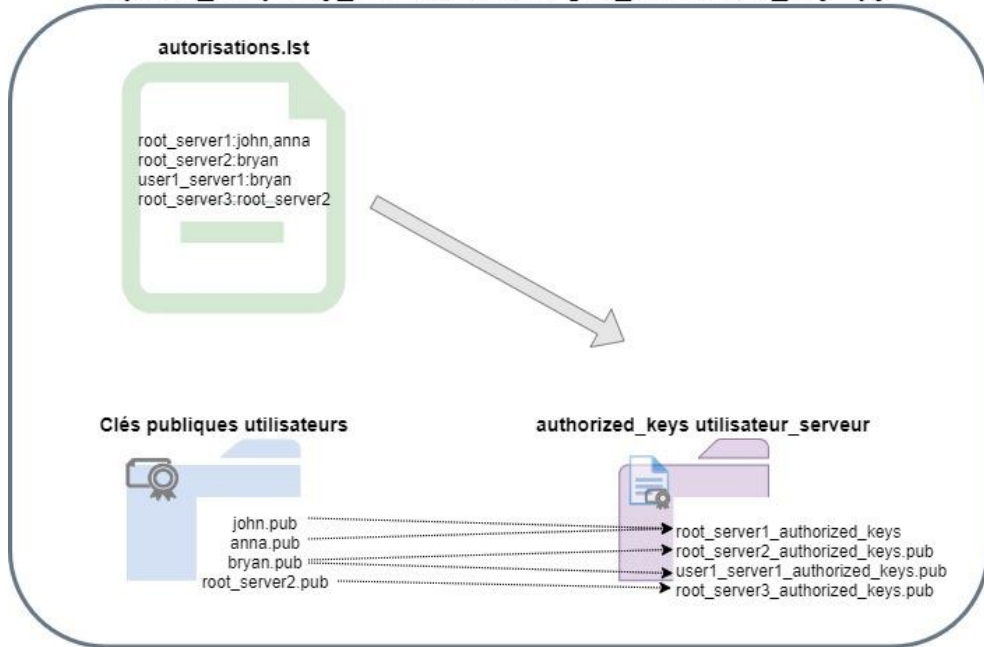 autorisations.lst
root_server1:john,anna
root_server2:bryan
user1_server1:bryan
root_server3:root_server2
Clés publiques utilisateurs
john.pub
anna.pub
bryan.pub
root_server2.pub
authorized_keys utilisateur_serveur
root_server1_authorized_keys
root_server2_authorized_keys.pub
user1_server1_authorized_keys.pub
root_server3_authorized_keys.pub